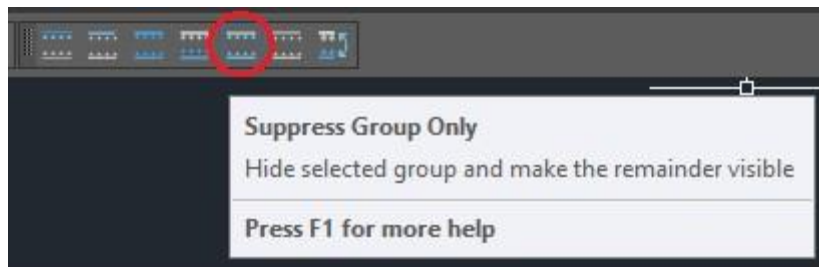 Suppress Group Only
Hide selected group and make the remainder visible
Press F1 for more help